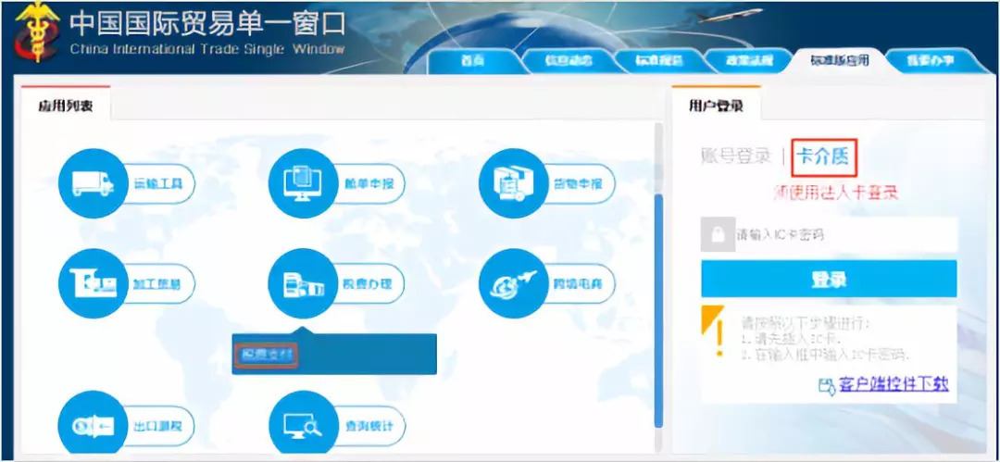 中国国际贸易单一窗口
China International Trade Single Window
首页 信息动态 标准规范 政策法规 标准版应用 我要办事
应用列表
运输工具 舱单申报 货物申报
加工贸易 税费办理 跨境电商
税费支付
出口退税 查询统计
用户登录
账号登录 | 卡介质
须使用法人卡登录
请输入IC卡密码
登录
请按照以下步骤进行:
1.请先插入IC卡.
2.在输入框中输入IC卡密码.
客户端控件下载